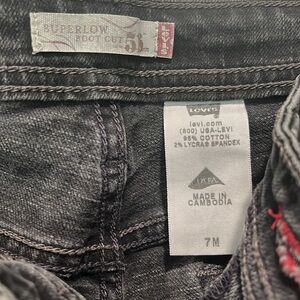 SUPERLOW
BOOT CUT
LEVI'S
Levi's
levi.com
(800) USA-LEVI
98% COTTON
2% LYCRA® SPANDEX
LYCRA
MADE IN
CAMBODIA
7M